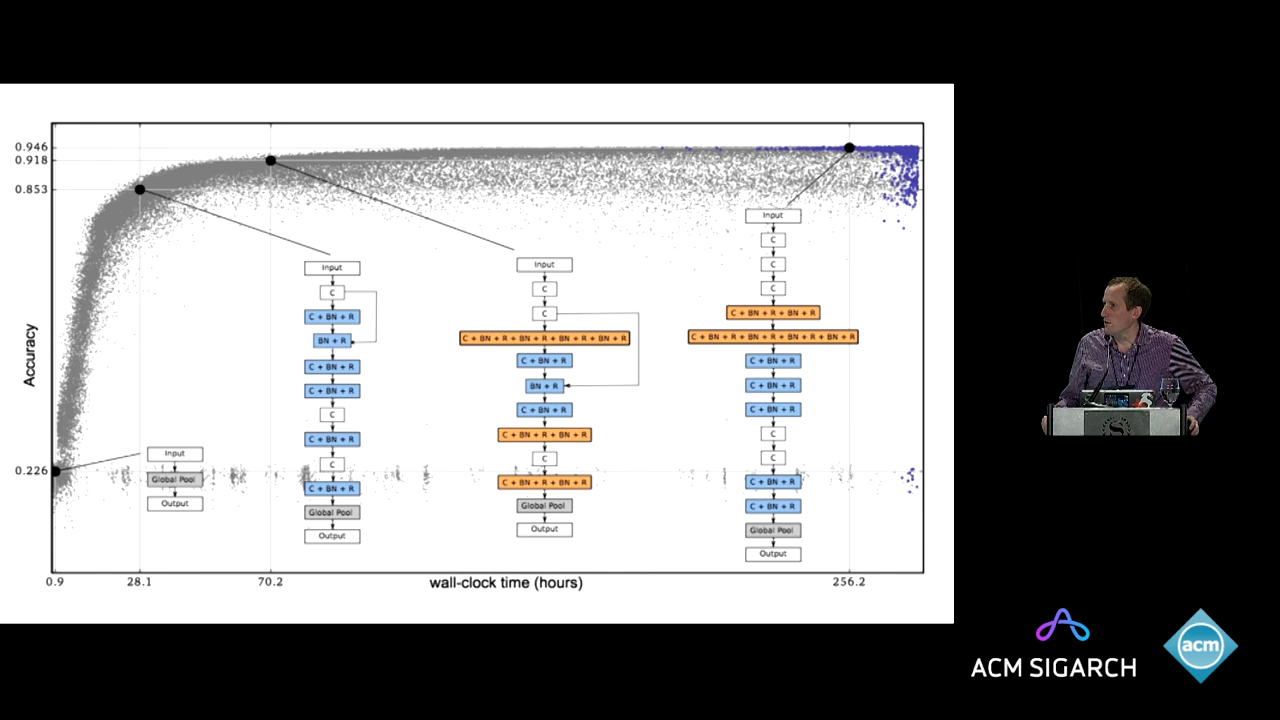 0.946
0.918
0.853
0.226
Accuracy
0.9
28.1
70.2
256.2
wall-clock time (hours)
Input
Global Pool
Output
Input
C
C + BN + R
BN + R
C + BN + R
C + BN + R
C
C + BN + R
C
C + BN + R
Global Pool
Output
Input
C
C
C + BN + R + BN + R + BN + R + BN + R
C + BN + R
BN + R
C + BN + R
C + BN + R + BN + R
C
C + BN + R + BN + R
Global Pool
Output
Input
C
C
C
C + BN + R + BN + R
C + BN + R + BN + R + BN + R + BN + R
C + BN + R
C + BN + R
C + BN + R
C
C
C + BN + R
C + BN + R
Global Pool
Output
ACM SIGARCH
acm